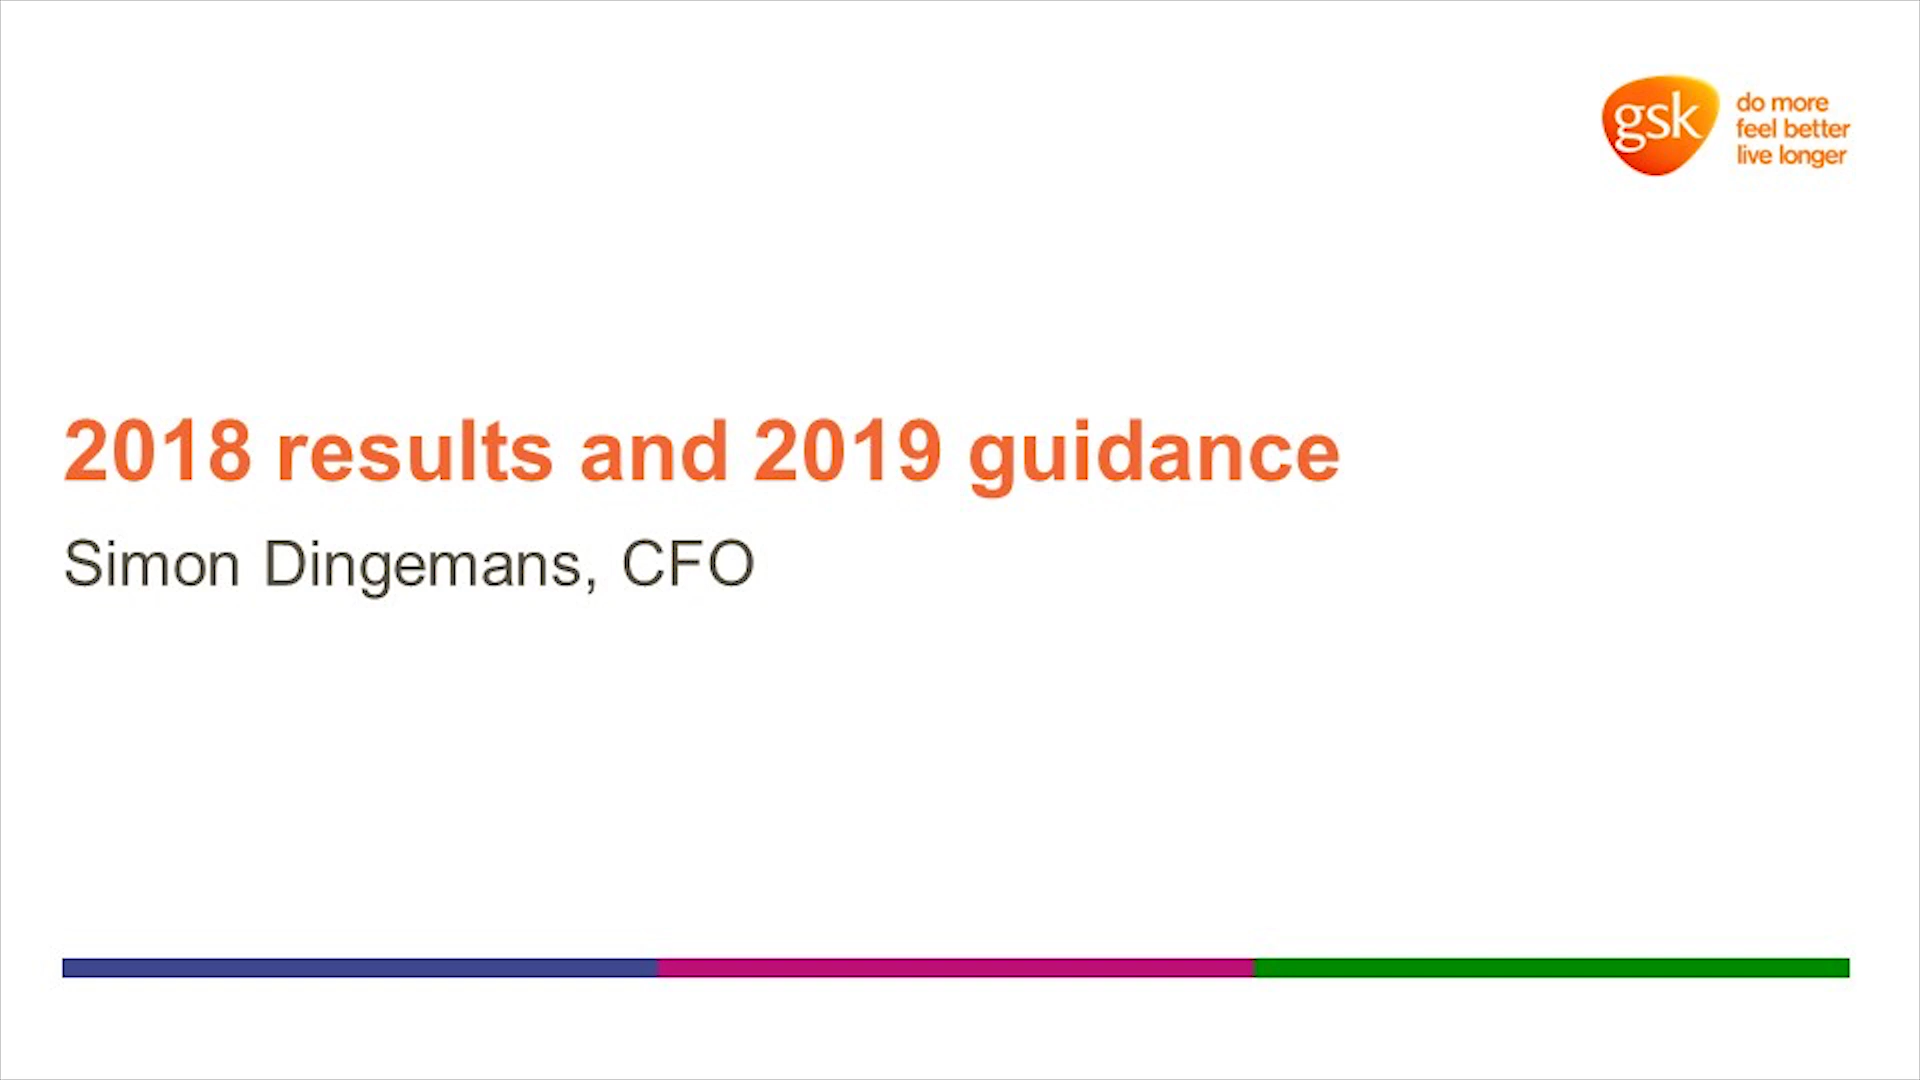 gsk
do more
feel better
live longer
2018 results and 2019 guidance
Simon Dingemans, CFO